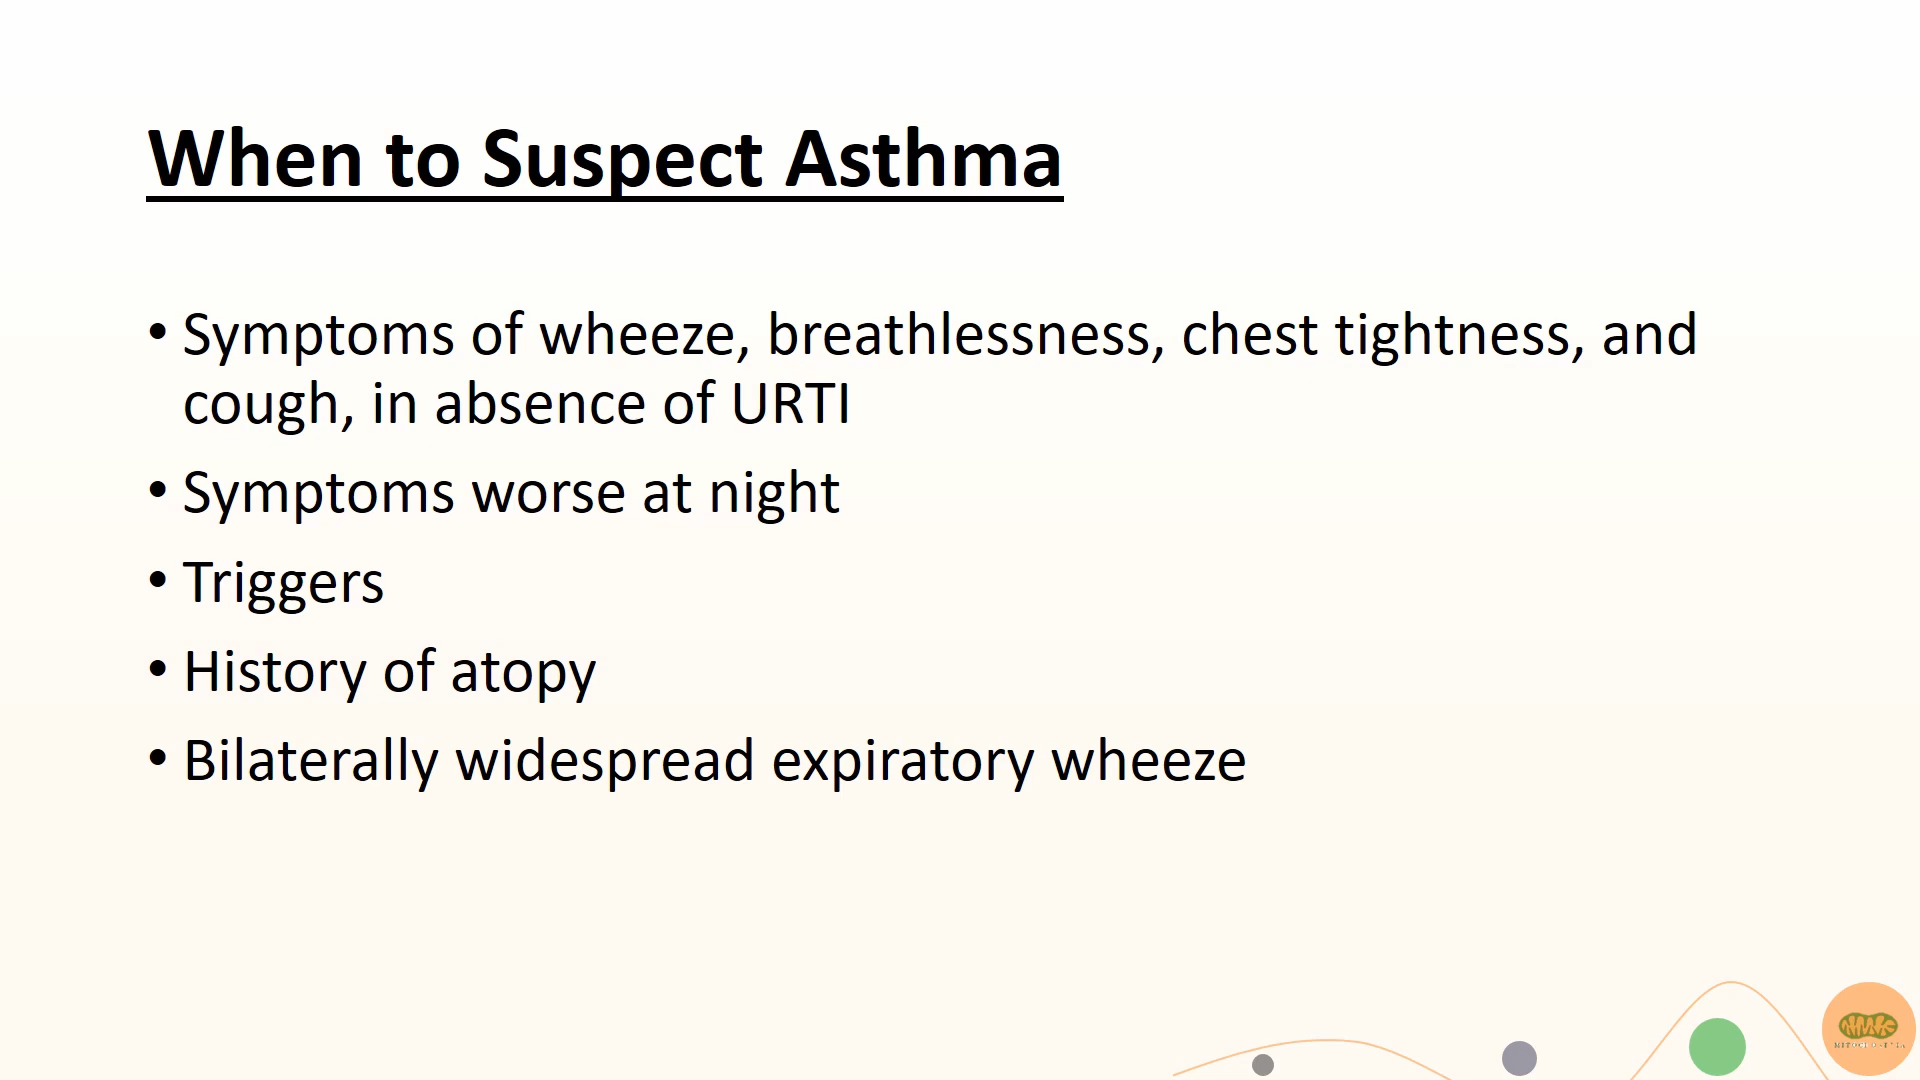 When to Suspect Asthma
• Symptoms of wheeze, breathlessness, chest tightness, and
cough, in absence of URTI
• Symptoms worse at night
• Triggers
• History of atopy
• Bilaterally widespread expiratory wheeze